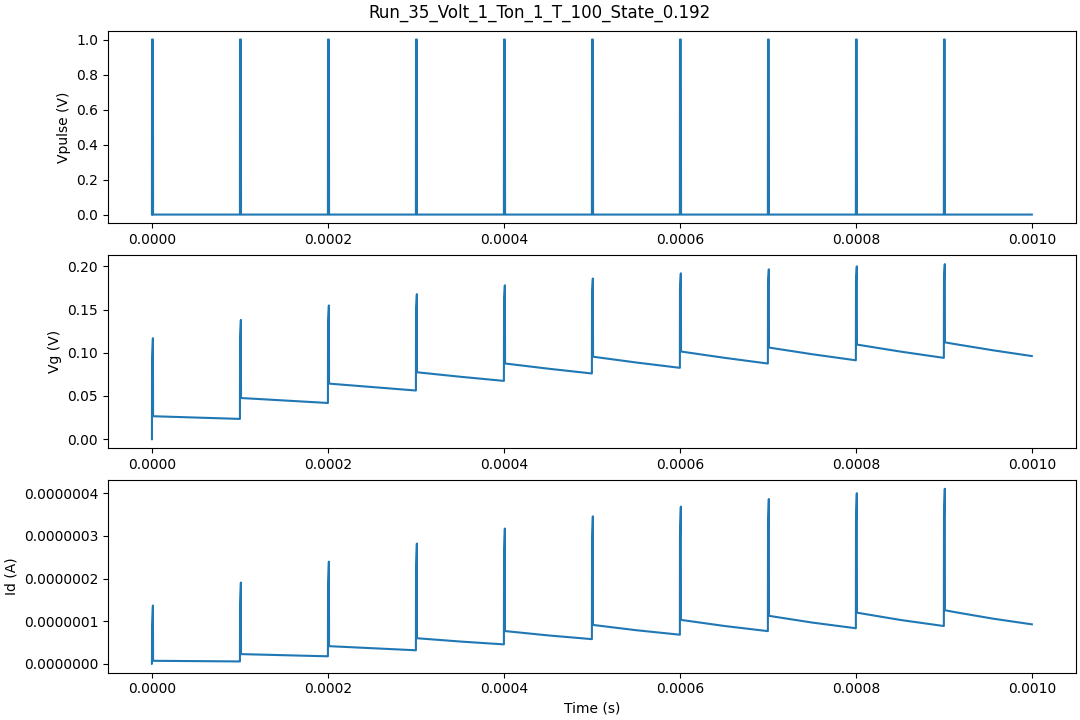 Run_35_Volt_1_Ton_1_T_100_State_0.192
Vpulse (V)
1.0
0.8
0.6
0.4
0.2
0.0
0.0000 0.0002 0.0004 0.0006 0.0008 0.0010
Vg (V)
0.20
0.15
0.10
0.05
0.00
0.0000 0.0002 0.0004 0.0006 0.0008 0.0010
Id (A)
0.0000004
0.0000003
0.0000002
0.0000001
0.0000000
0.0000 0.0002 0.0004 0.0006 0.0008 0.0010
Time (s)